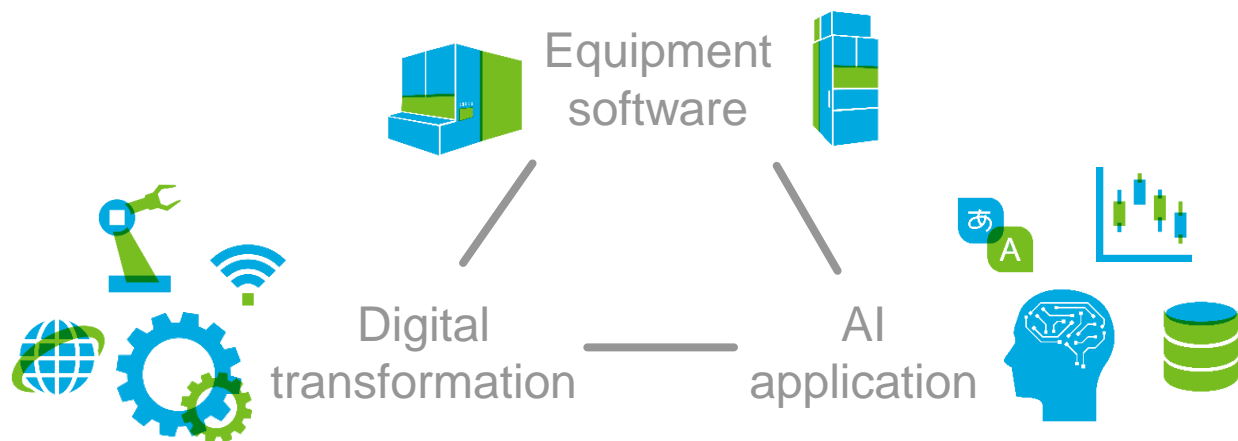 Equipment
software
あ
A
Digital
transformation
AI
application